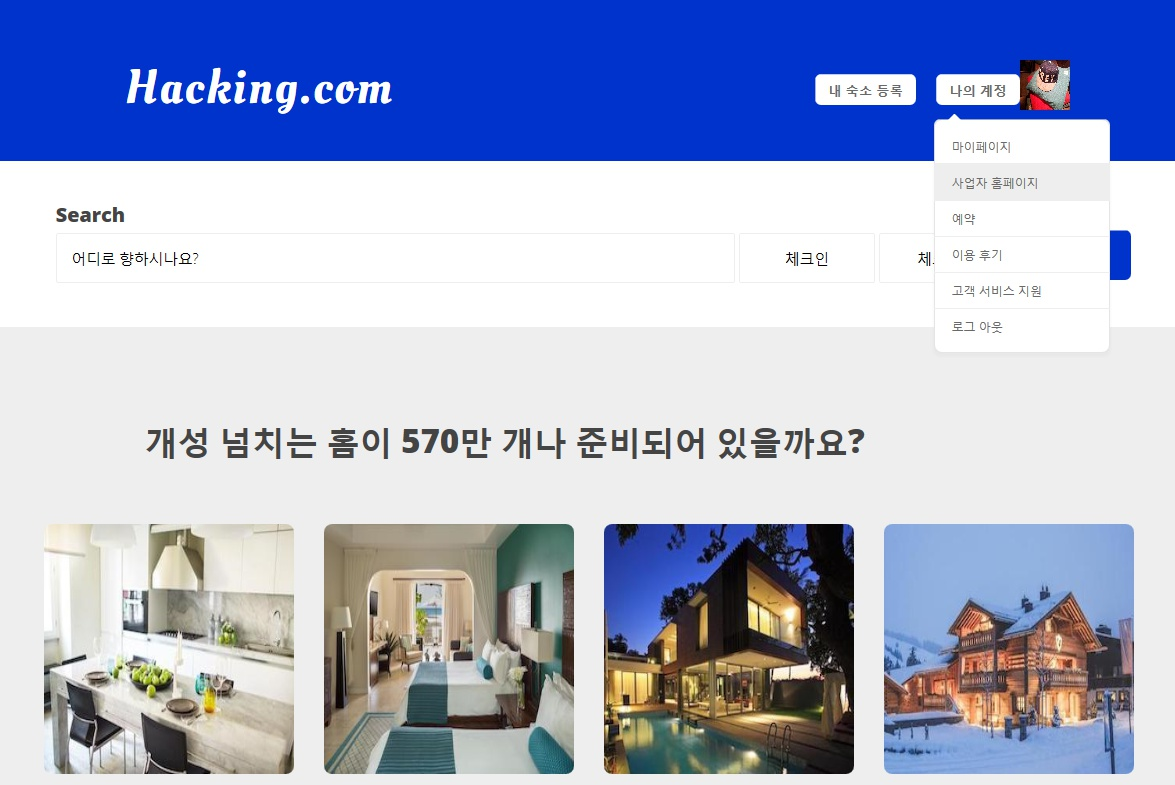 Hacking.com
내 숙소 등록
나의 계정
마이페이지
사업자 홈페이지
예약
이용 후기
고객 서비스 지원
로그 아웃
Search
어디로 향하시나요?
체크인
개성 넘치는 홈이 570만 개나 준비되어 있을까요?